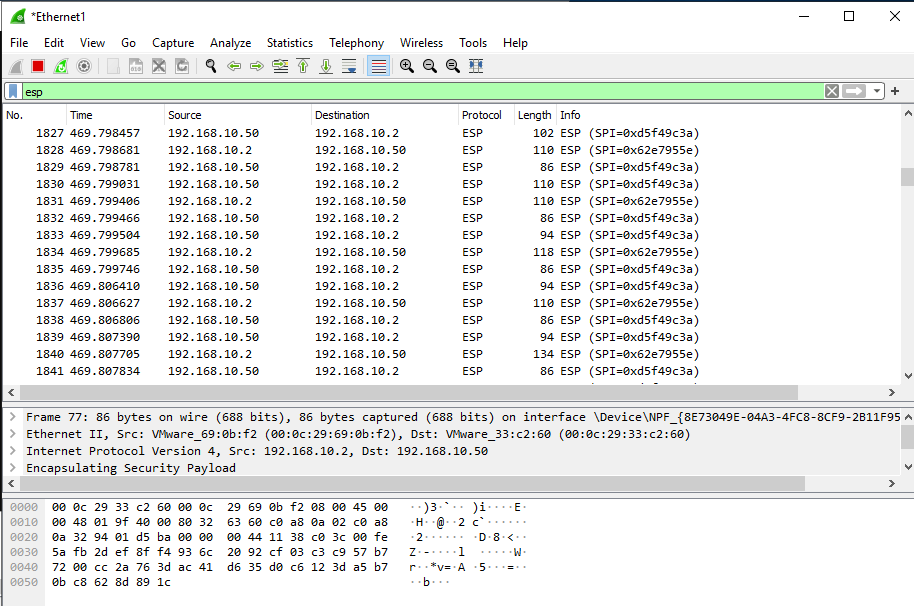 *Ethernet1
File Edit View Go Capture Analyze Statistics Telephony Wireless Tools Help
esp
No. Time Source Destination Protocol Length Info
1827 469.798457 192.168.10.50 192.168.10.2 ESP 102 ESP (SPI=0xd5f49c3a)
1828 469.798681 192.168.10.2 192.168.10.50 ESP 110 ESP (SPI=0x62e7955e)
1829 469.798781 192.168.10.50 192.168.10.2 ESP 86 ESP (SPI=0xd5f49c3a)
1830 469.799031 192.168.10.50 192.168.10.2 ESP 110 ESP (SPI=0xd5f49c3a)
1831 469.799406 192.168.10.2 192.168.10.50 ESP 110 ESP (SPI=0x62e7955e)
1832 469.799466 192.168.10.50 192.168.10.2 ESP 86 ESP (SPI=0xd5f49c3a)
1833 469.799504 192.168.10.50 192.168.10.2 ESP 94 ESP (SPI=0xd5f49c3a)
1834 469.799685 192.168.10.2 192.168.10.50 ESP 118 ESP (SPI=0x62e7955e)
1835 469.799746 192.168.10.50 192.168.10.2 ESP 86 ESP (SPI=0xd5f49c3a)
1836 469.806410 192.168.10.50 192.168.10.2 ESP 94 ESP (SPI=0xd5f49c3a)
1837 469.806627 192.168.10.2 192.168.10.50 ESP 110 ESP (SPI=0x62e7955e)
1838 469.806806 192.168.10.50 192.168.10.2 ESP 86 ESP (SPI=0xd5f49c3a)
1839 469.807390 192.168.10.50 192.168.10.2 ESP 94 ESP (SPI=0xd5f49c3a)
1840 469.807705 192.168.10.2 192.168.10.50 ESP 134 ESP (SPI=0x62e7955e)
1841 469.807834 192.168.10.50 192.168.10.2 ESP 86 ESP (SPI=0xd5f49c3a)
Frame 77: 86 bytes on wire (688 bits), 86 bytes captured (688 bits) on interface \Device\NPF_{8E73049E-04A3-4FC8-8CF9-2B11F95
Ethernet II, Src: VMware_69:0b:f2 (00:0c:29:69:0b:f2), Dst: VMware_33:c2:60 (00:0c:29:33:c2:60)
Internet Protocol Version 4, Src: 192.168.10.2, Dst: 192.168.10.50
Encapsulating Security Payload
0000 00 0c 29 33 c2 60 00 0c 29 69 0b f2 08 00 45 00 ··)3·`·· )i····E·
0010 00 48 01 9f 40 00 80 32 63 60 c0 a8 0a 02 c0 a8 ·H··@··2 c`······
0020 0a 32 94 01 d5 ba 00 00 00 44 11 38 c0 3c 00 fe ·2······ ·D·8·<··
0030 5a fb 2d ef 8f f4 93 6c 20 92 cf 03 c3 c9 57 b7 Z·-····l ·····W·
0040 72 00 cc 2a 76 3d ac 41 d6 35 d0 c6 12 3d a5 b7 r··*v=·A ·5···=··
0050 0b c8 62 8d 89 1c ··b···